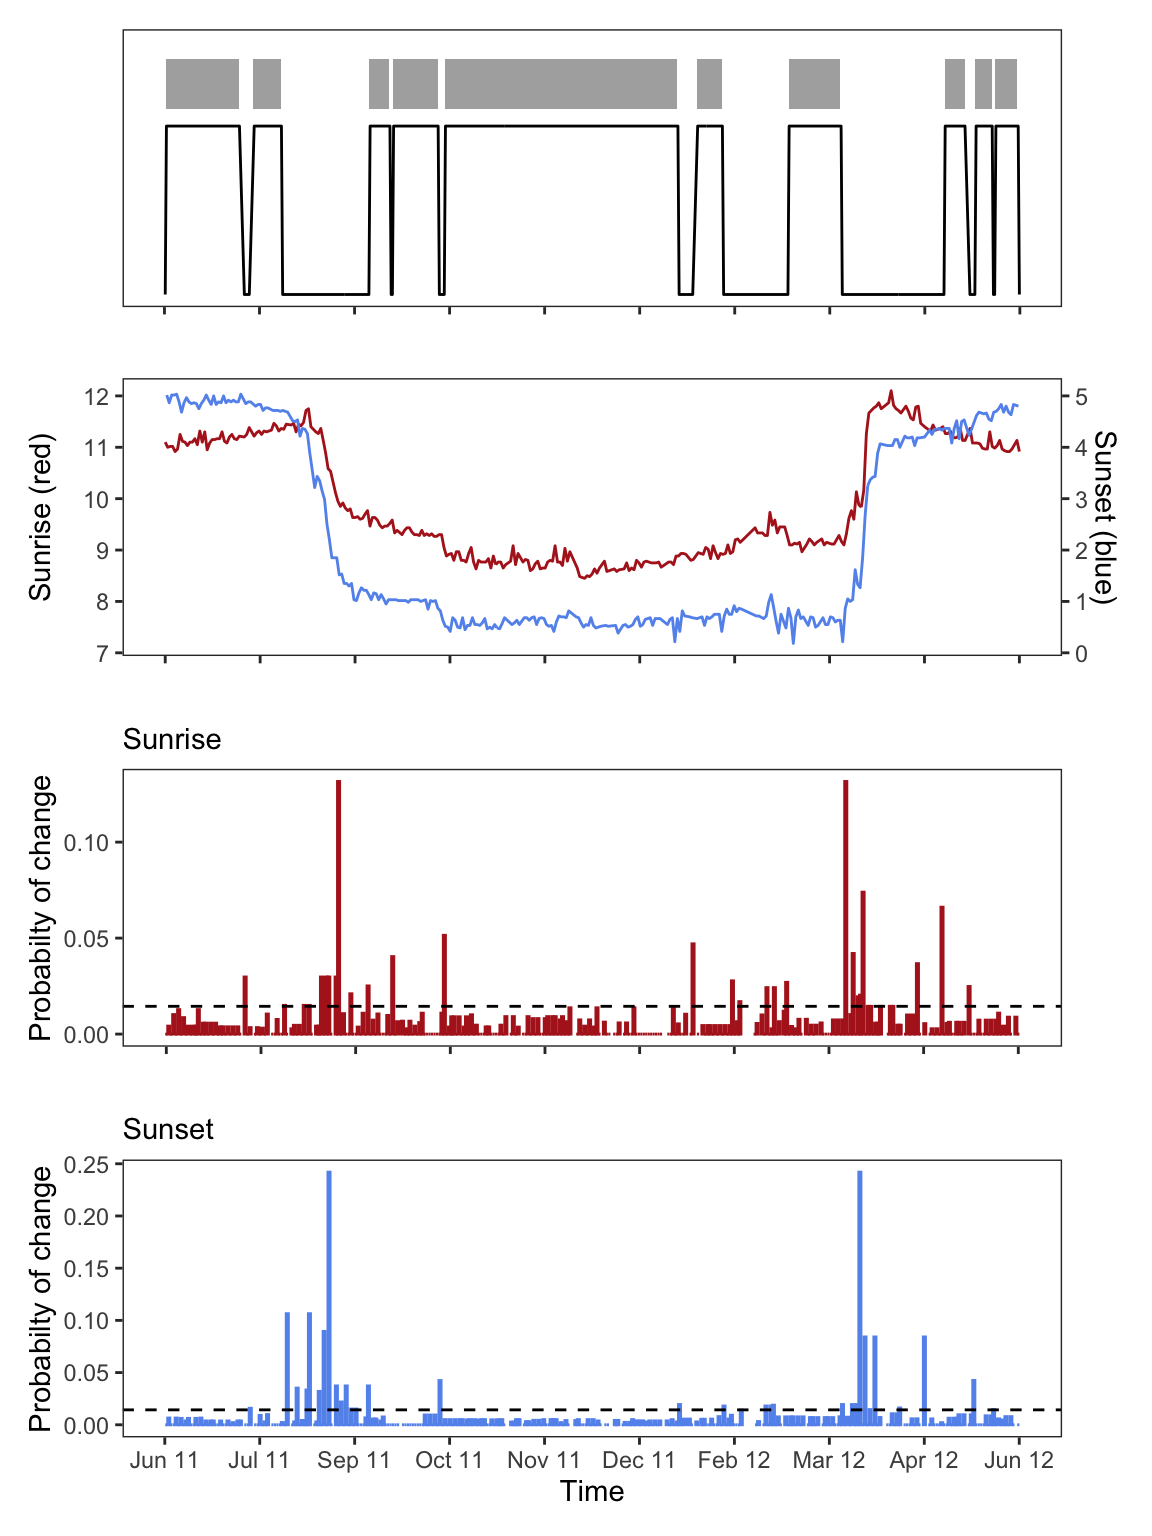 12
11
10
9
8
7
Sunrise (red)
5
4
3
2
1
0
Sunset (blue)
Sunrise
Probabilty of change
0.10
0.05
0.00
Sunset
Probabilty of change
0.25
0.20
0.15
0.10
0.05
0.00
Jun 11 Jul 11 Sep 11 Oct 11 Nov 11 Dec 11 Feb 12 Mar 12 Apr 12 Jun 12
Time